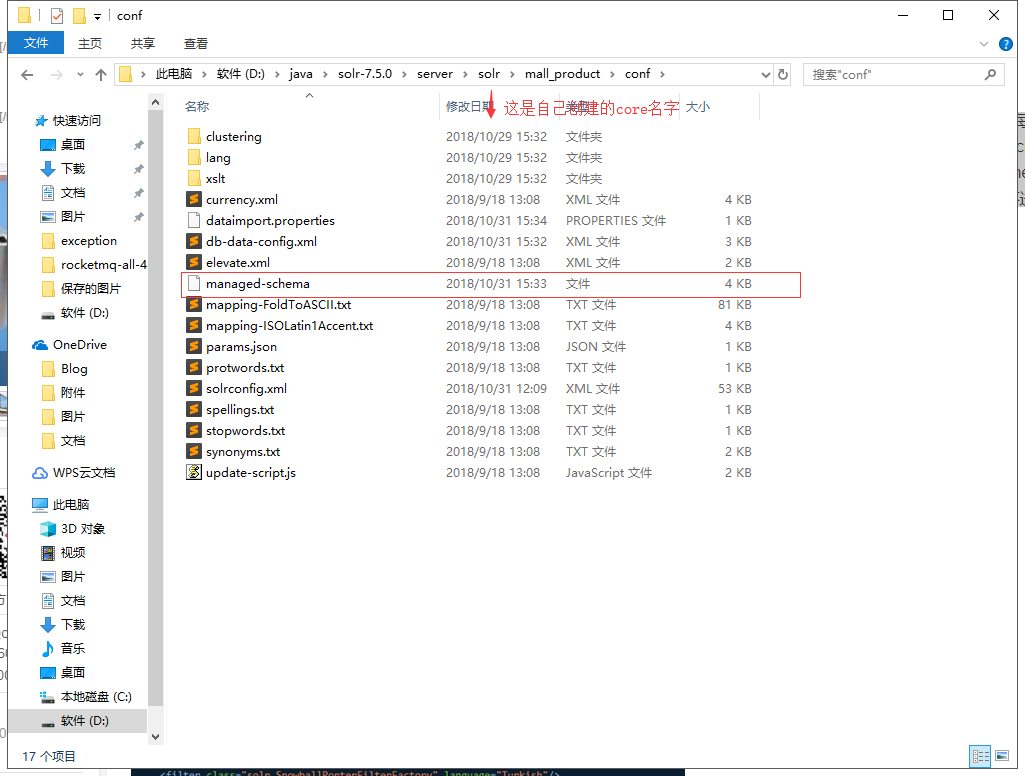 conf
文件 主页 共享 查看
此电脑 软件 (D:) java solr-7.5.0 server solr mall_product conf
搜索"conf"
名称 修改日期 大小
这是自己创建的core名字
clustering 2018/10/29 15:32 文件夹
lang 2018/10/29 15:32 文件夹
xslt 2018/10/29 15:32 文件夹
currency.xml 2018/9/18 13:08 XML 文件 4 KB
dataimport.properties 2018/10/31 15:34 PROPERTIES 文件 1 KB
db-data-config.xml 2018/10/31 15:32 XML 文件 3 KB
elevate.xml 2018/9/18 13:08 XML 文件 2 KB
managed-schema 2018/10/31 15:33 文件 4 KB
mapping-FoldToASCII.txt 2018/9/18 13:08 TXT 文件 81 KB
mapping-ISOLatin1Accent.txt 2018/9/18 13:08 TXT 文件 4 KB
params.json 2018/9/18 13:08 JSON 文件 1 KB
protwords.txt 2018/9/18 13:08 TXT 文件 1 KB
solrconfig.xml 2018/10/31 12:09 XML 文件 53 KB
spellings.txt 2018/9/18 13:08 TXT 文件 1 KB
stopwords.txt 2018/9/18 13:08 TXT 文件 1 KB
synonyms.txt 2018/9/18 13:08 TXT 文件 2 KB
update-script.js 2018/9/18 13:08 JavaScript 文件 2 KB
快速访问
桌面
下载
文档
图片
exception
rocketmq-all-4
保存的图片
软件 (D:)
OneDrive
Blog
附件
图片
文档
WPS云文档
此电脑
3D 对象
视频
图片
文档
下载
音乐
桌面
本地磁盘 (C:)
软件 (D:)
17 个项目
<filter class="solr.SnowballPorterFilterFactory" language="Turkish"/>